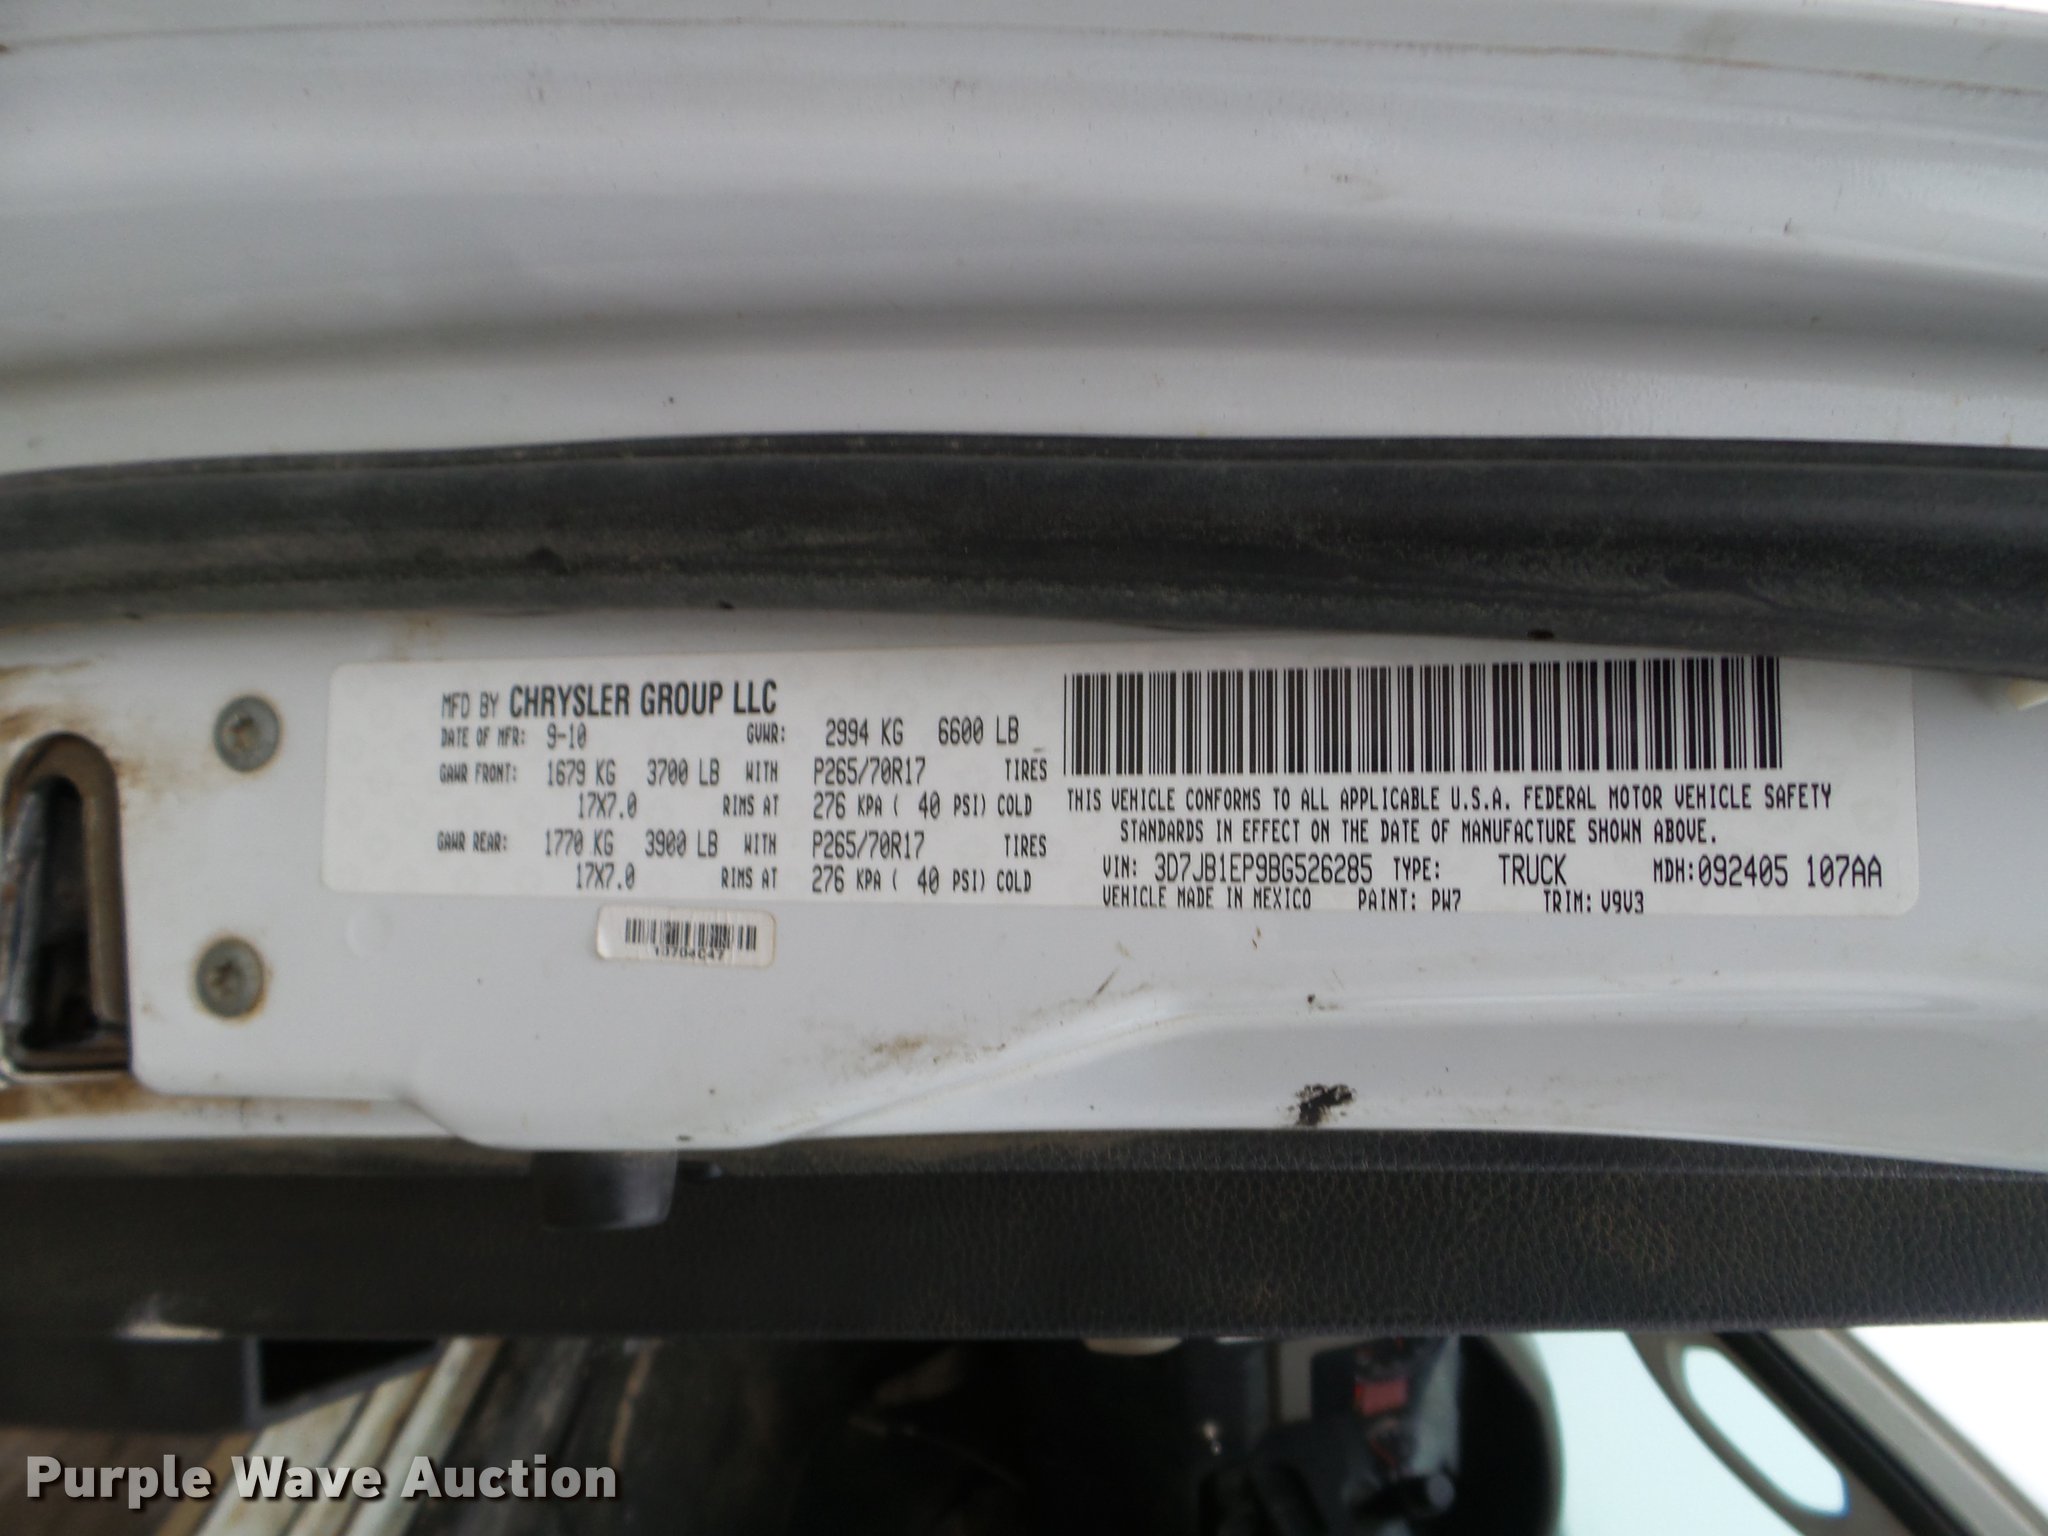 MFD BY CHRYSLER GROUP LLC
DATE OF MFR: 9-10 GVWR: 2994 KG 6600 LB
GAWR FRONT: 1679 KG 3700 LB WITH P265/70R17 TIRES
17X7.0 RIMS AT 276 KPA ( 40 PSI) COLD
GAWR REAR: 1770 KG 3900 LB WITH P265/70R17 TIRES
17X7.0 RIMS AT 276 KPA ( 40 PSI) COLD
THIS VEHICLE CONFORMS TO ALL APPLICABLE U.S.A. FEDERAL MOTOR VEHICLE SAFETY
STANDARDS IN EFFECT ON THE DATE OF MANUFACTURE SHOWN ABOVE.
VIN: 3D7JB1EP9BG526285 TYPE: TRUCK MDH:092405 107AA
VEHICLE MADE IN MEXICO PAINT: PW7 TRIM: V9V3
Purple Wave Auction